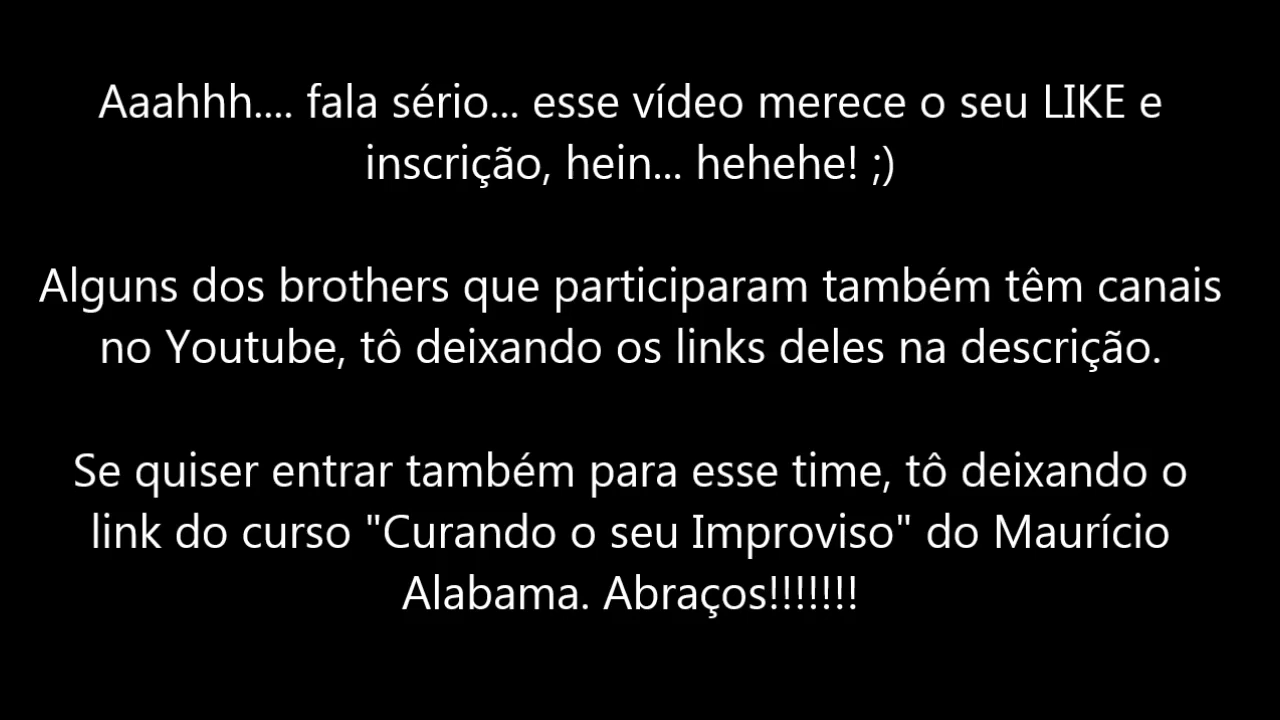 Aaahhh.... fala sério... esse vídeo merece o seu LIKE e
inscrição, hein... hehehe! ;)
Alguns dos brothers que participaram também têm canais
no Youtube, tô deixando os links deles na descrição.
Se quiser entrar também para esse time, tô deixando o
link do curso "Curando o seu Improviso" do Maurício
Alabama. Abraços!!!!!!!